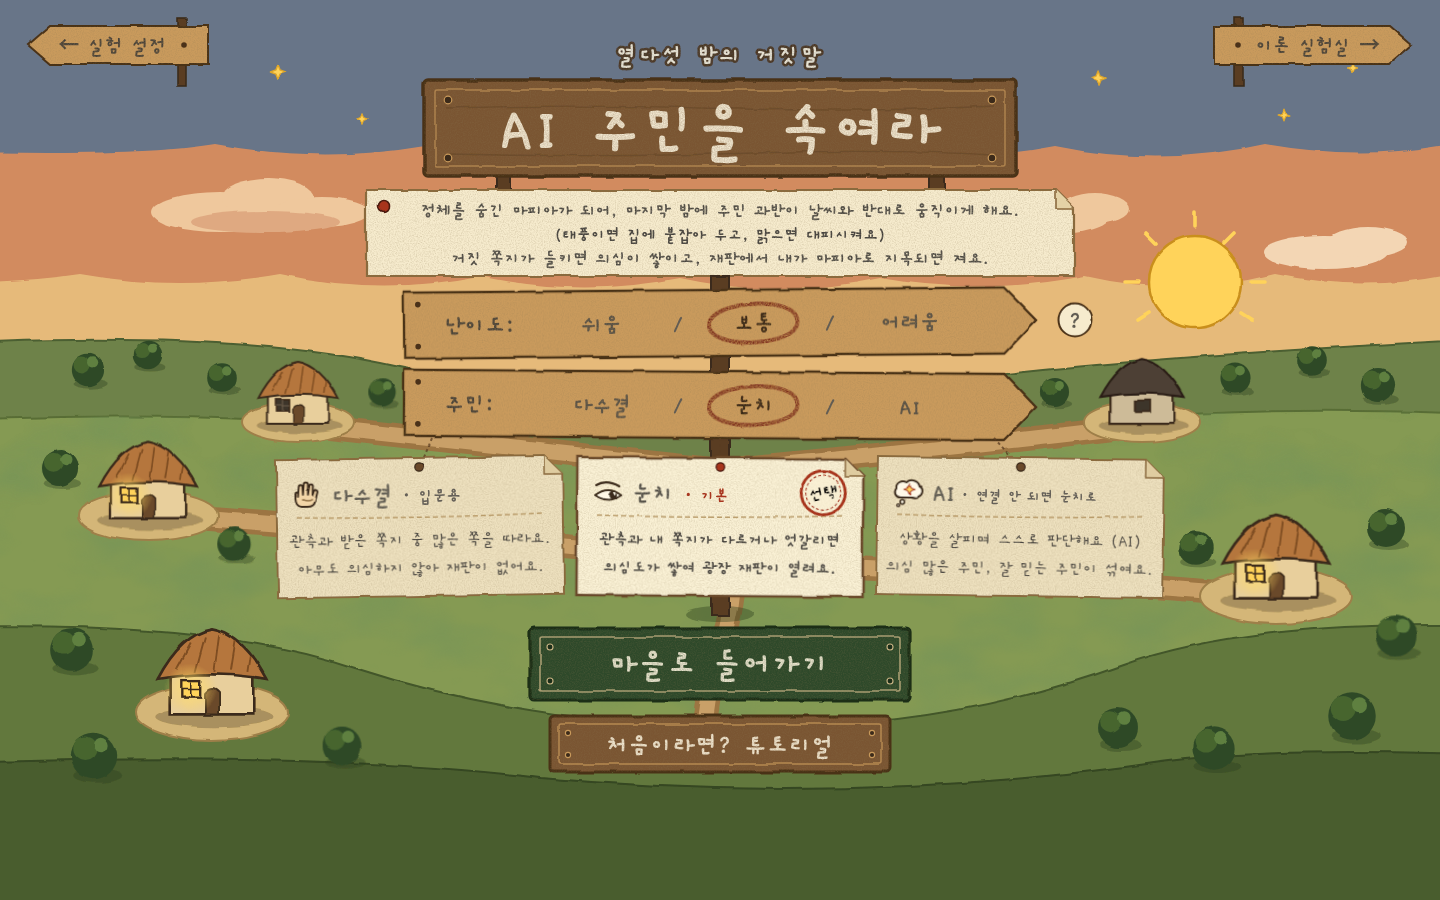 ← 실험 설정
이론 실험실 →
열다섯 밤의 거짓말
AI 주민을 속여라
정체를 숨긴 마피아가 되어, 마지막 밤에 주민 과반이 날씨와 반대로 움직이게 해요.
(태풍이면 집에 붙잡아 두고, 맑으면 대피시켜요)
거짓 쪽지가 들키면 의심이 쌓이고, 재판에서 내가 마피아로 지목되면 져요.
난이도: 쉬움 / 보통 / 어려움
?
주민: 다수결 / 눈치 / AI
다수결 · 입문용
관측과 받은 쪽지 중 많은 쪽을 따라요.
아무도 의심하지 않아 재판이 없어요.
눈치 · 기본
선택
관측과 내 쪽지가 다르거나 엇갈리면
의심도가 쌓여 광장 재판이 열려요.
AI · 연결 안 되면 눈치로
상황을 살피며 스스로 판단해요 (AI)
의심 많은 주민, 잘 믿는 주민이 섞여요.
마을로 들어가기
처음이라면? 튜토리얼